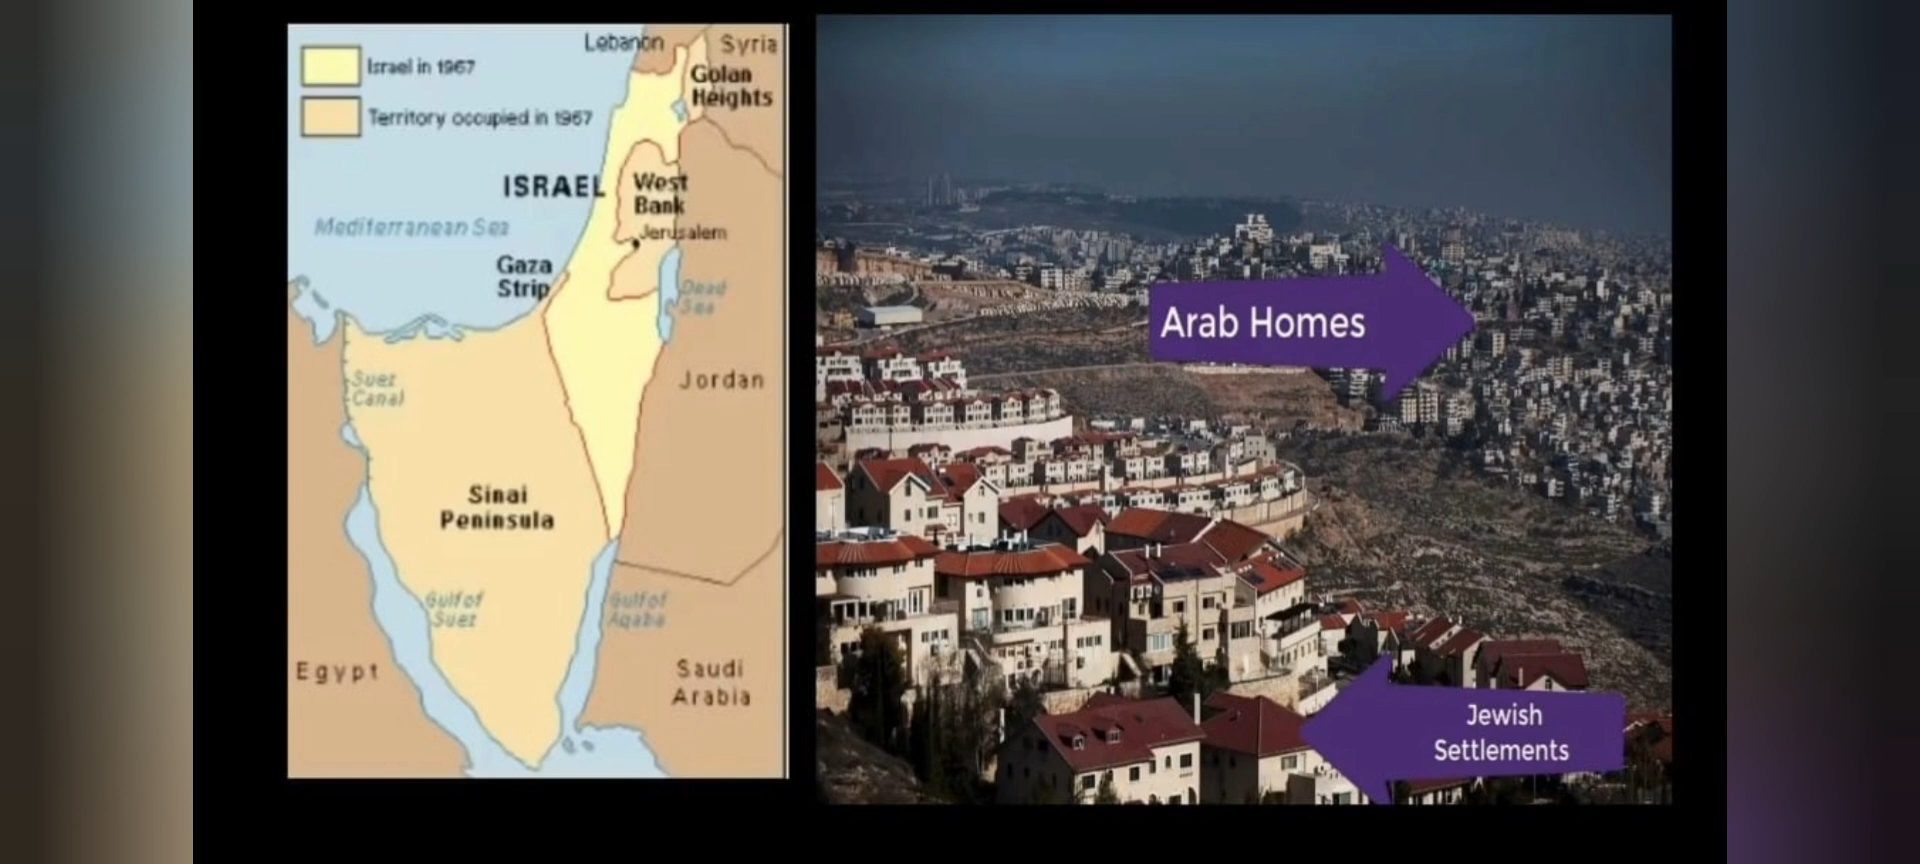 Israel in 1967
Territory occupied in 1967
Lebanon
Syria
Golan
Heights
ISRAEL
West
Bank
Jerusalem
Mediterranean Sea
Gaza
Strip
Dead
Sea
Suez
Canal
Jordan
Sinai
Peninsula
Gulf of
Suez
Gulf of
Aqaba
Egypt
Saudi
Arabia
Arab Homes
Jewish
Settlements